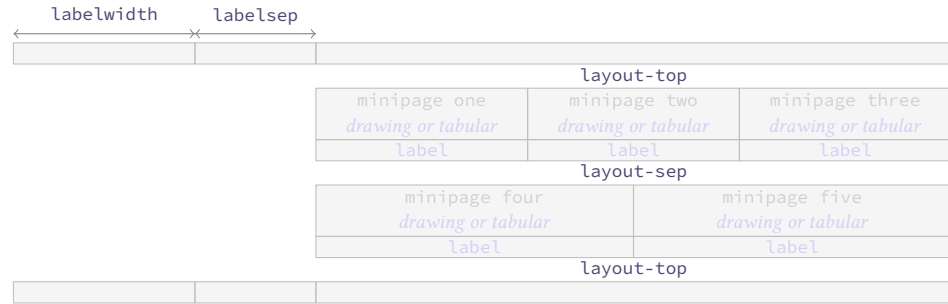 labelwidth labelsep
layout-top
minipage one minipage two minipage three
drawing or tabular drawing or tabular drawing or tabular
label label label
layout-sep
minipage four minipage five
drawing or tabular drawing or tabular
label label
layout-top